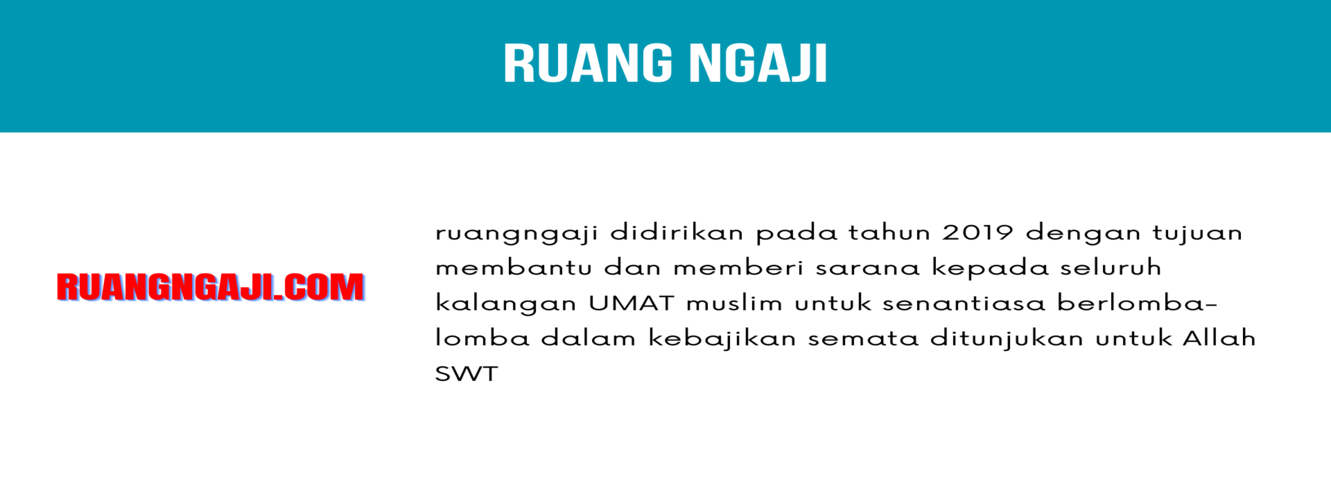 RUANG NGAJI
RUANGNGAJI.COM
ruangngaji didirikan pada tahun 2019 dengan tujuan
membantu dan memberi sarana kepada seluruh
kalangan UMAT muslim untuk senantiasa berlomba-
lomba dalam kebajikan semata ditunjukan untuk Allah
SWT